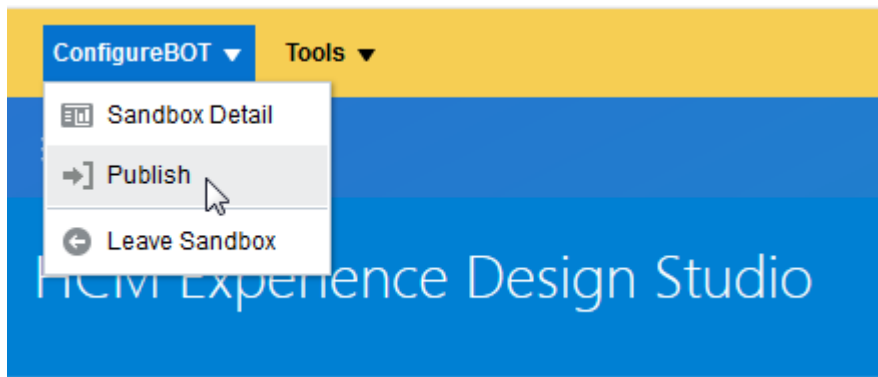 ConfigureBOT Tools
Sandbox Detail
Publish
Leave Sandbox
HCM Experience Design Studio